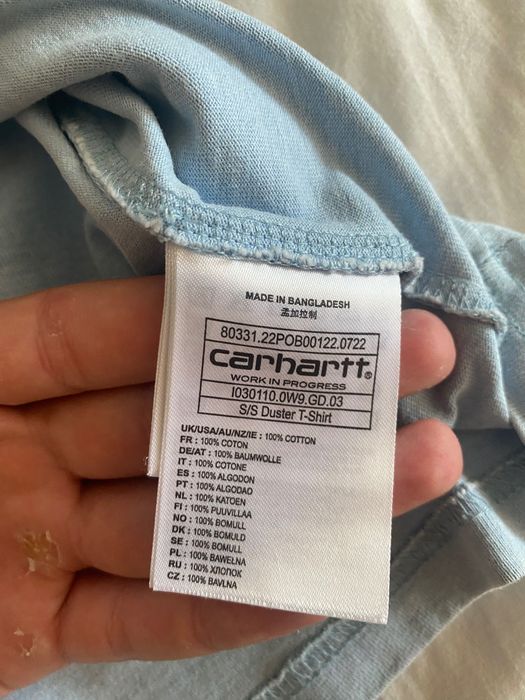 MADE IN BANGLADESH
孟加拉制
80331.22POB00122.0722
carhartt®
WORK IN PROGRESS
I030110.0W9.GD.03
S/S Duster T-Shirt
UK/USA/AU/NZ/IE : 100% COTTON
FR : 100% COTON
DE/AT : 100% BAUMWOLLE
IT : 100% COTONE
ES : 100% ALGODON
PT : 100% ALGODAO
NL : 100% KATOEN
FI : 100% PUUVILLAA
NO : 100% BOMULL
DK : 100% BOMULD
SE : 100% BOMULL
PL : 100% BAWEŁNA
RU : 100% ХЛОПОК
CZ : 100% BAVLNA